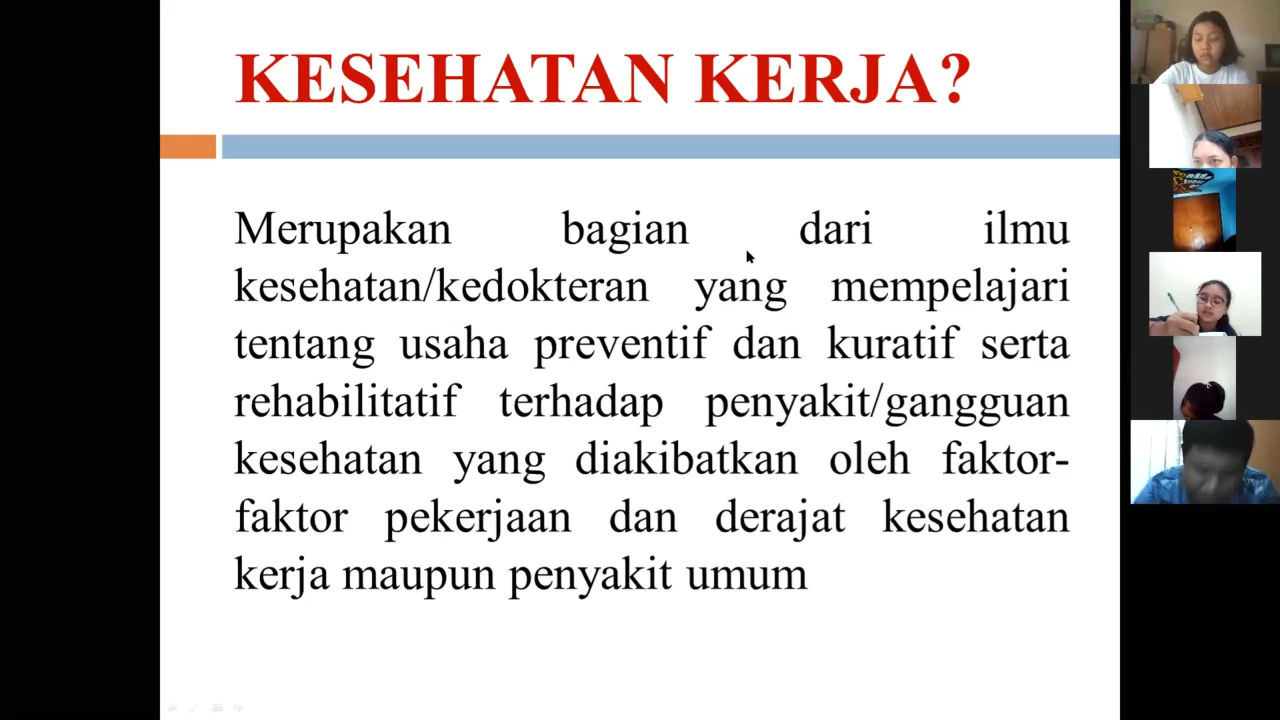 KESEHATAN KERJA?
Merupakan bagian dari ilmu
kesehatan/kedokteran yang mempelajari
tentang usaha preventif dan kuratif serta
rehabilitatif terhadap penyakit/gangguan
kesehatan yang diakibatkan oleh faktor-
faktor pekerjaan dan derajat kesehatan
kerja maupun penyakit umum